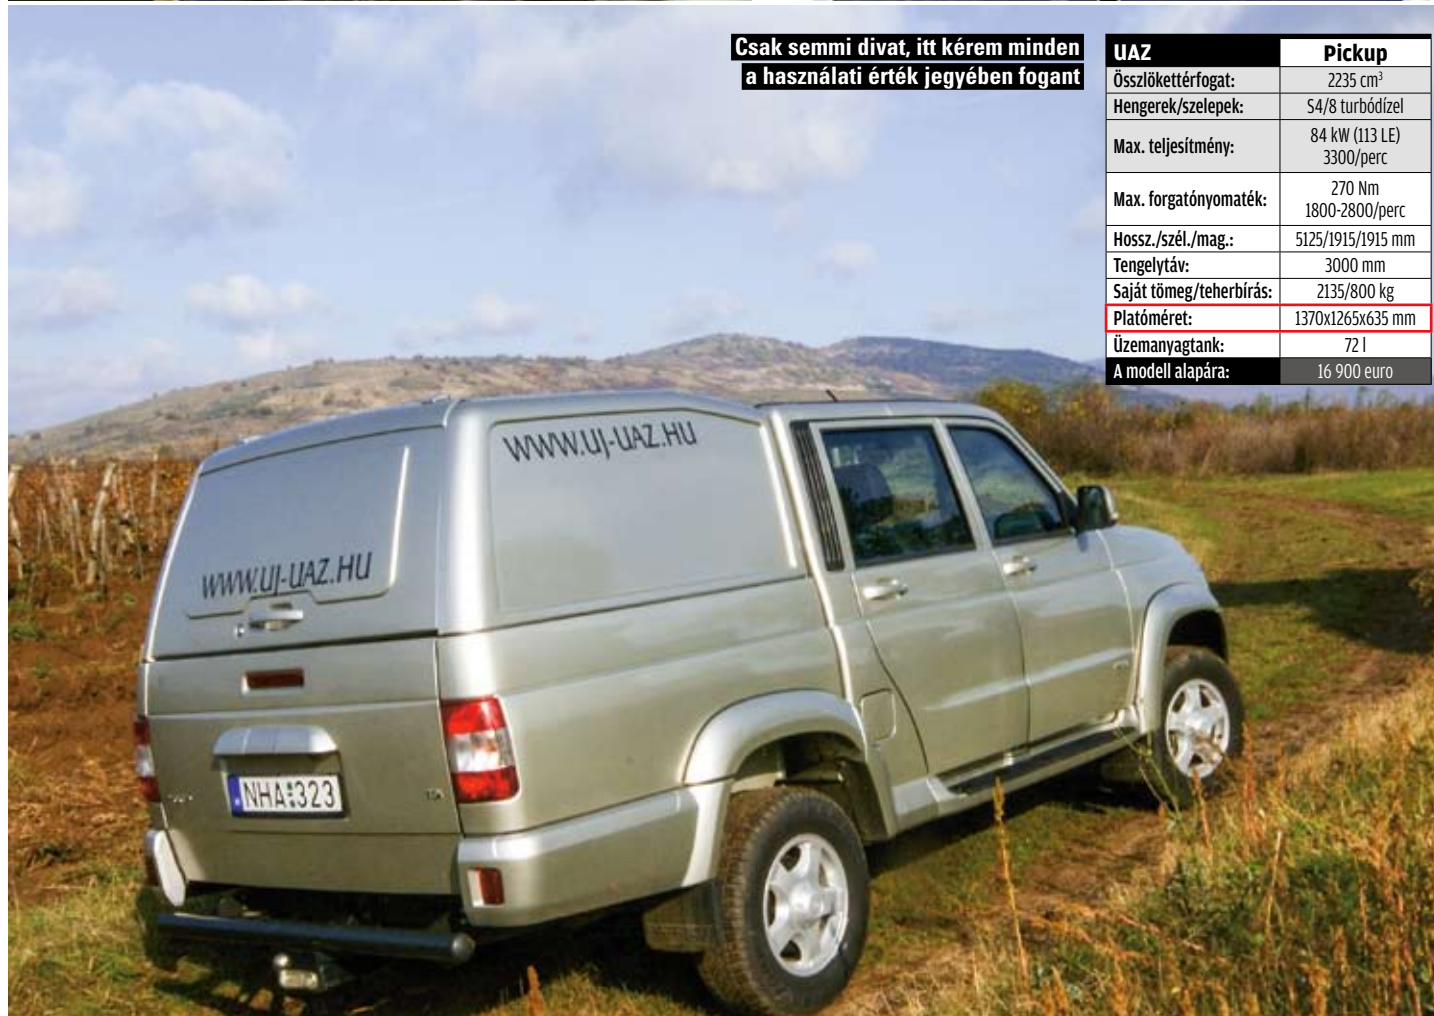 Csak semmi divat, itt kérem minden
a használati érték jegyében fogant
UAZ Pickup
Összlökettérfogat: 2235 cm³
Hengerek/szelepek: S4/8 turbódízel
Max. teljesítmény: 84 kW (113 LE)
3300/perc
Max. forgatónyomaték: 270 Nm
1800-2800/perc
Hossz./szél./mag.: 5125/1915/1915 mm
Tengelytáv: 3000 mm
Saját tömeg/teherbírás: 2135/800 kg
Platóméret: 1370x1265x635 mm
Üzemanyagtank: 72 l
A modell alapára: 16 900 euro
WWW.UJ-UAZ.HU
WWW.UJ-UAZ.HU
NHA 323